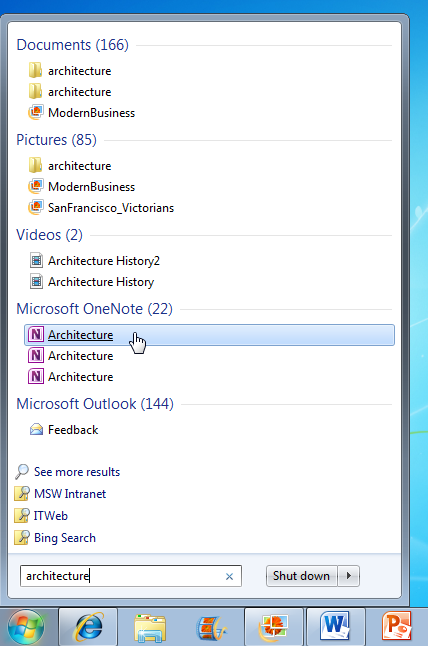 Documents (166)
architecture
architecture
ModernBusiness
Pictures (85)
architecture
ModernBusiness
SanFrancisco_Victorians
Videos (2)
Architecture History2
Architecture History
Microsoft OneNote (22)
Architecture
Architecture
Architecture
Microsoft Outlook (144)
Feedback
See more results
MSW Intranet
ITWeb
Bing Search
architecture
Shut down